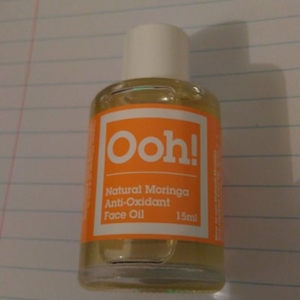 Ooh!
Natural Moringa
Anti-Oxidant
Face Oil 15ml